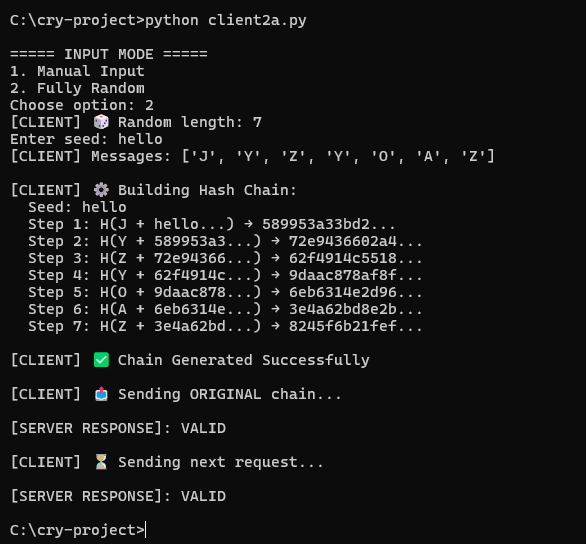 C:\cry-project>python client2a.py
===== INPUT MODE =====
1. Manual Input
2. Fully Random
Choose option: 2
[CLIENT] 🎲 Random length: 7
Enter seed: hello
[CLIENT] Messages: ['J', 'Y', 'Z', 'Y', 'O', 'A', 'Z']
[CLIENT] ⚙️ Building Hash Chain:
Seed: hello
Step 1: H(J + hello...) → 589953a33bd2...
Step 2: H(Y + 589953a3...) → 72e9436602a4...
Step 3: H(Z + 72e94366...) → 62f4914c5518...
Step 4: H(Y + 62f4914c...) → 9daac878af8f...
Step 5: H(O + 9daac878...) → 6eb6314e2d96...
Step 6: H(A + 6eb6314e...) → 3e4a62bd8e2b...
Step 7: H(Z + 3e4a62bd...) → 8245f6b21fef...
[CLIENT] ✅ Chain Generated Successfully
[CLIENT] 📤 Sending ORIGINAL chain...
[SERVER RESPONSE]: VALID
[CLIENT] ⏳ Sending next request...
[SERVER RESPONSE]: VALID
C:\cry-project>